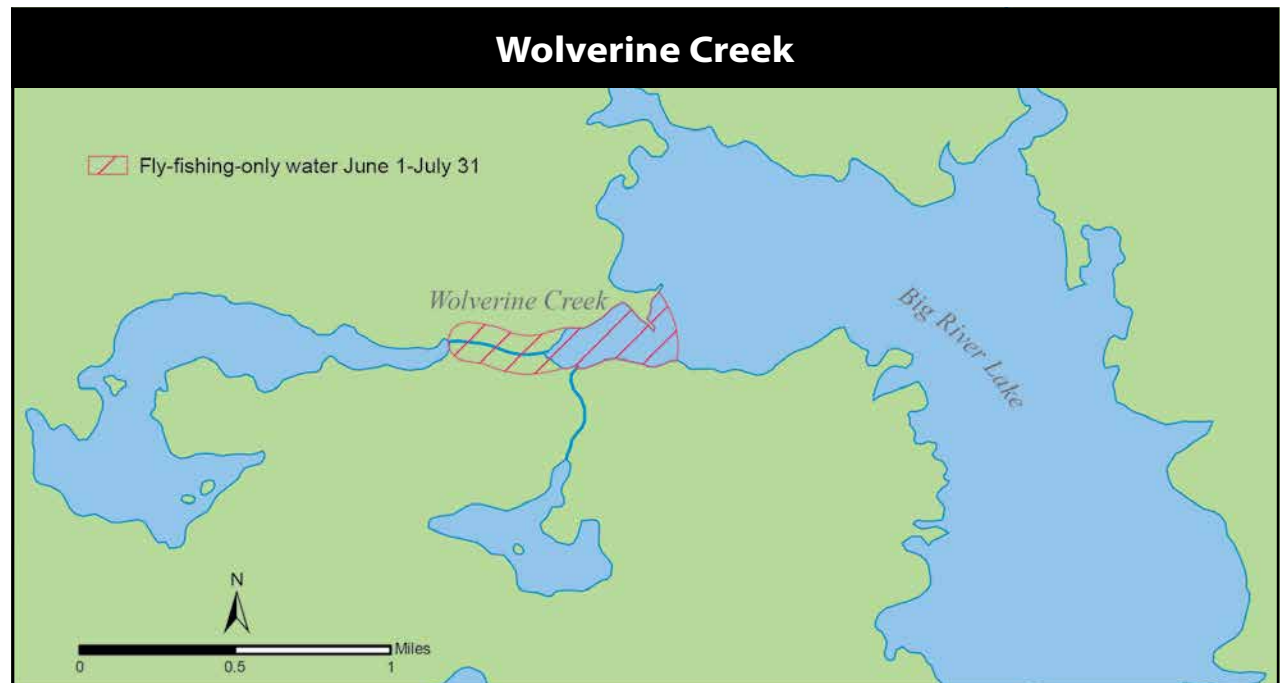 Wolverine Creek
Fly-fishing-only water June 1-July 31
Wolverine Creek
Big River Lake
N
Miles
0 0.5 1